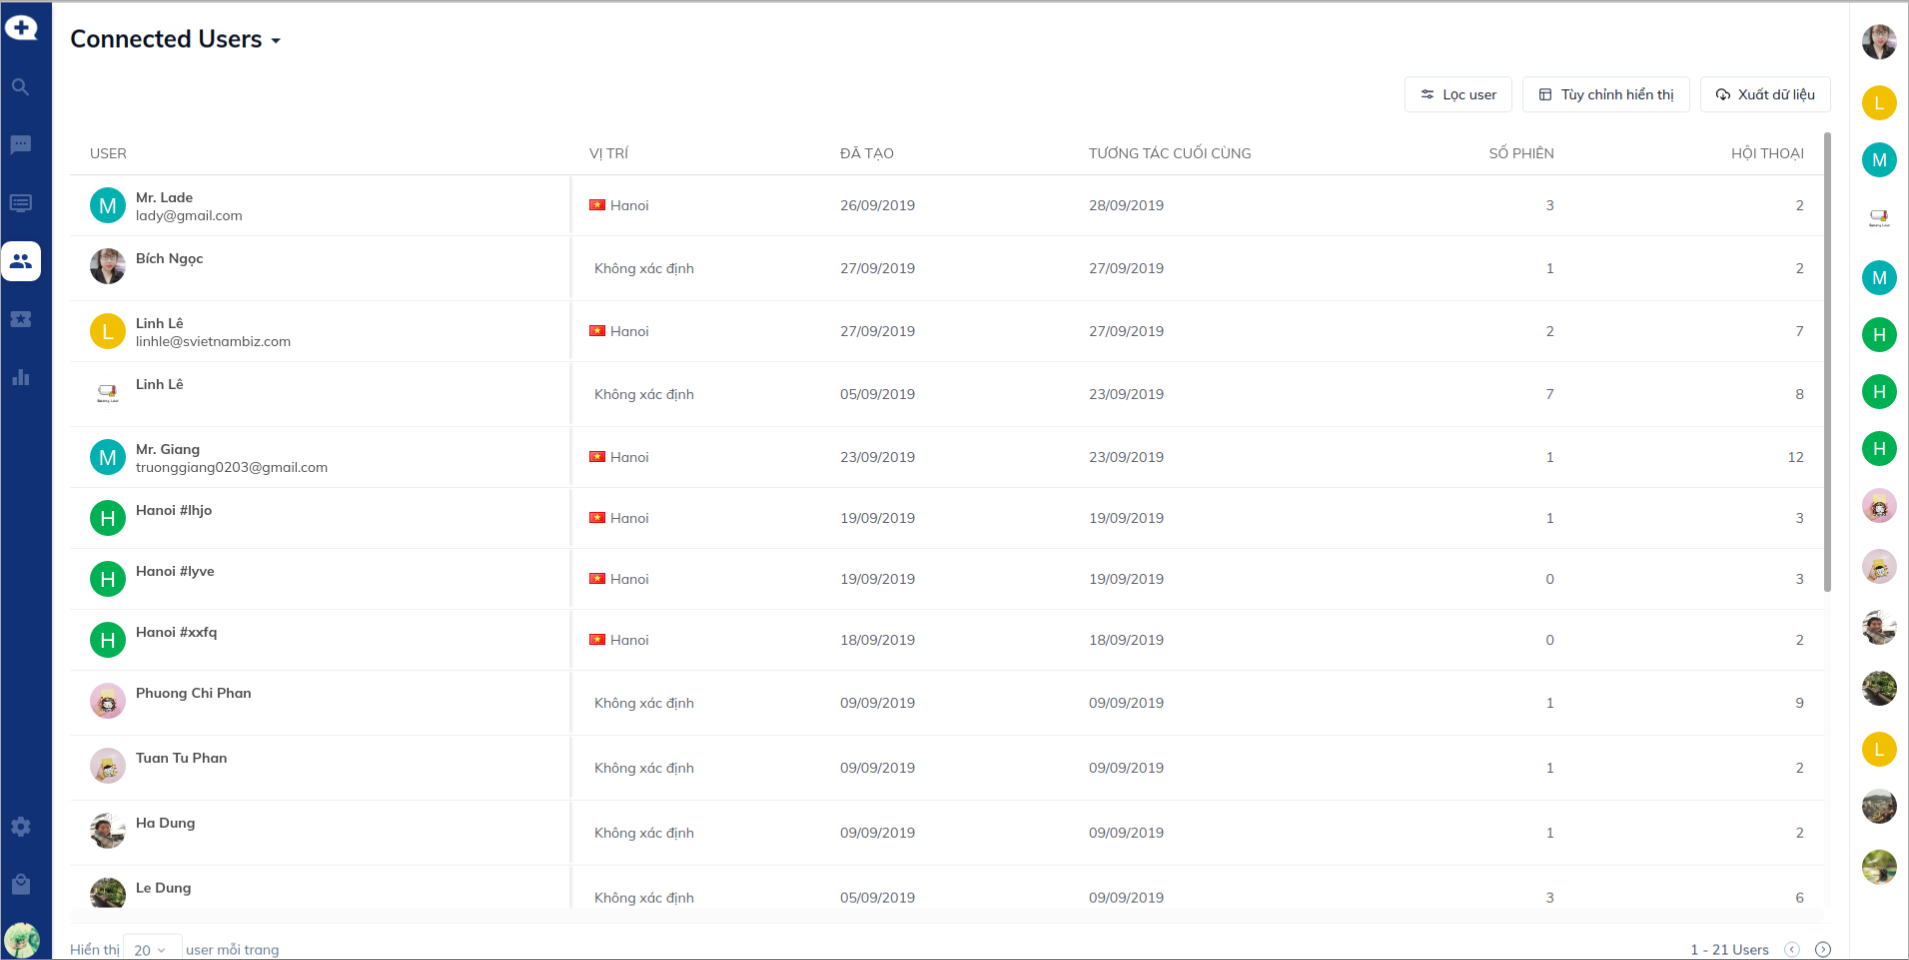 Connected Users
Lọc user
Tùy chỉnh hiển thị
Xuất dữ liệu
USER VỊ TRÍ ĐÃ TẠO TƯƠNG TÁC CUỐI CÙNG SỐ PHIÊN HỘI THOẠI
M Mr. Lade
lady@gmail.com
Hanoi 26/09/2019 28/09/2019 3 2
Bích Ngọc
Không xác định 27/09/2019 27/09/2019 1 2
L Linh Lê
linhle@svietnambiz.com
Hanoi 27/09/2019 27/09/2019 2 7
Linh Lê
Không xác định 05/09/2019 23/09/2019 7 8
M Mr. Giang
truonggiang0203@gmail.com
Hanoi 23/09/2019 23/09/2019 1 12
H Hanoi #lhjo
Hanoi 19/09/2019 19/09/2019 1 3
H Hanoi #lyve
Hanoi 19/09/2019 19/09/2019 0 3
H Hanoi #xxfq
Hanoi 18/09/2019 18/09/2019 0 2
Phuong Chi Phan
Không xác định 09/09/2019 09/09/2019 1 9
Tuan Tu Phan
Không xác định 09/09/2019 09/09/2019 1 2
Ha Dung
Không xác định 09/09/2019 09/09/2019 1 2
Le Dung
Không xác định 05/09/2019 09/09/2019 3 6
Hiển thị 20 user mỗi trang
1 - 21 Users
L
M
M
H
H
H
L